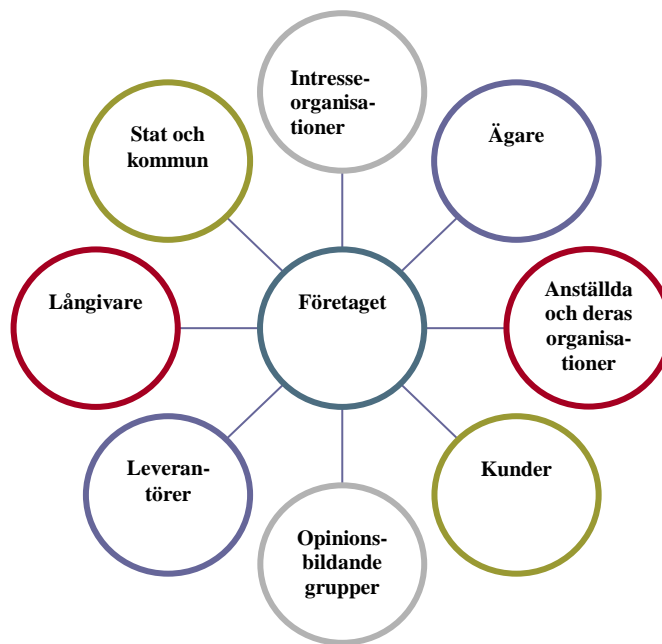 Intresse-
organisa-
tioner
Ägare
Stat och
kommun
Anställda
och deras
organisa-
tioner
Långivare
Företaget
Kunder
Leveran-
törer
Opinions-
bildande
grupper